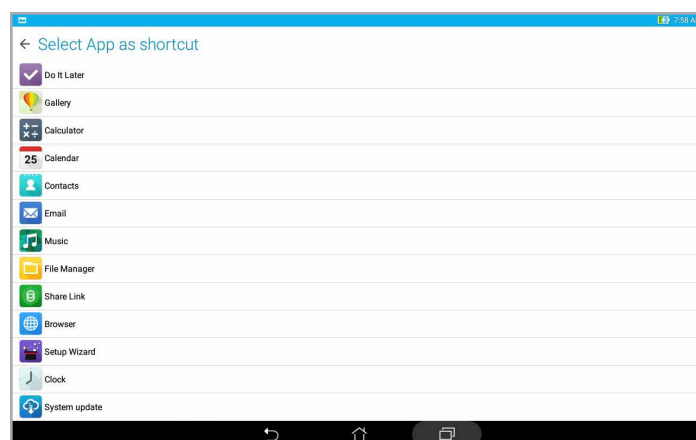 7:58 A
Select App as shortcut
Do It Later
Gallery
Calculator
25 Calendar
Contacts
Email
Music
File Manager
Share Link
Browser
Setup Wizard
Clock
System update